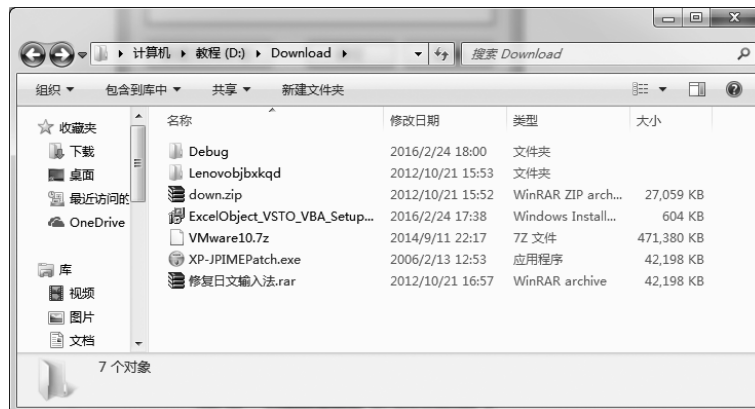 计算机 教程 (D:) Download 搜索 Download
组织 包含到库中 共享 新建文件夹
收藏夹
下载
桌面
最近访问的
OneDrive
库
视频
图片
文档
名称 修改日期 类型 大小
Debug 2016/2/24 18:00 文件夹
Lenovobjbxkqd 2012/10/21 15:53 文件夹
down.zip 2012/10/21 15:52 WinRAR ZIP arch... 27,059 KB
ExcelObject_VSTO_VBA_Setup... 2016/2/24 17:38 Windows Install... 604 KB
VMware10.7z 2014/9/11 22:17 7Z 文件 471,380 KB
XP-JPIMEPatch.exe 2006/2/13 12:53 应用程序 42,198 KB
修复日文输入法.rar 2012/10/21 16:57 WinRAR archive 42,198 KB
7 个对象